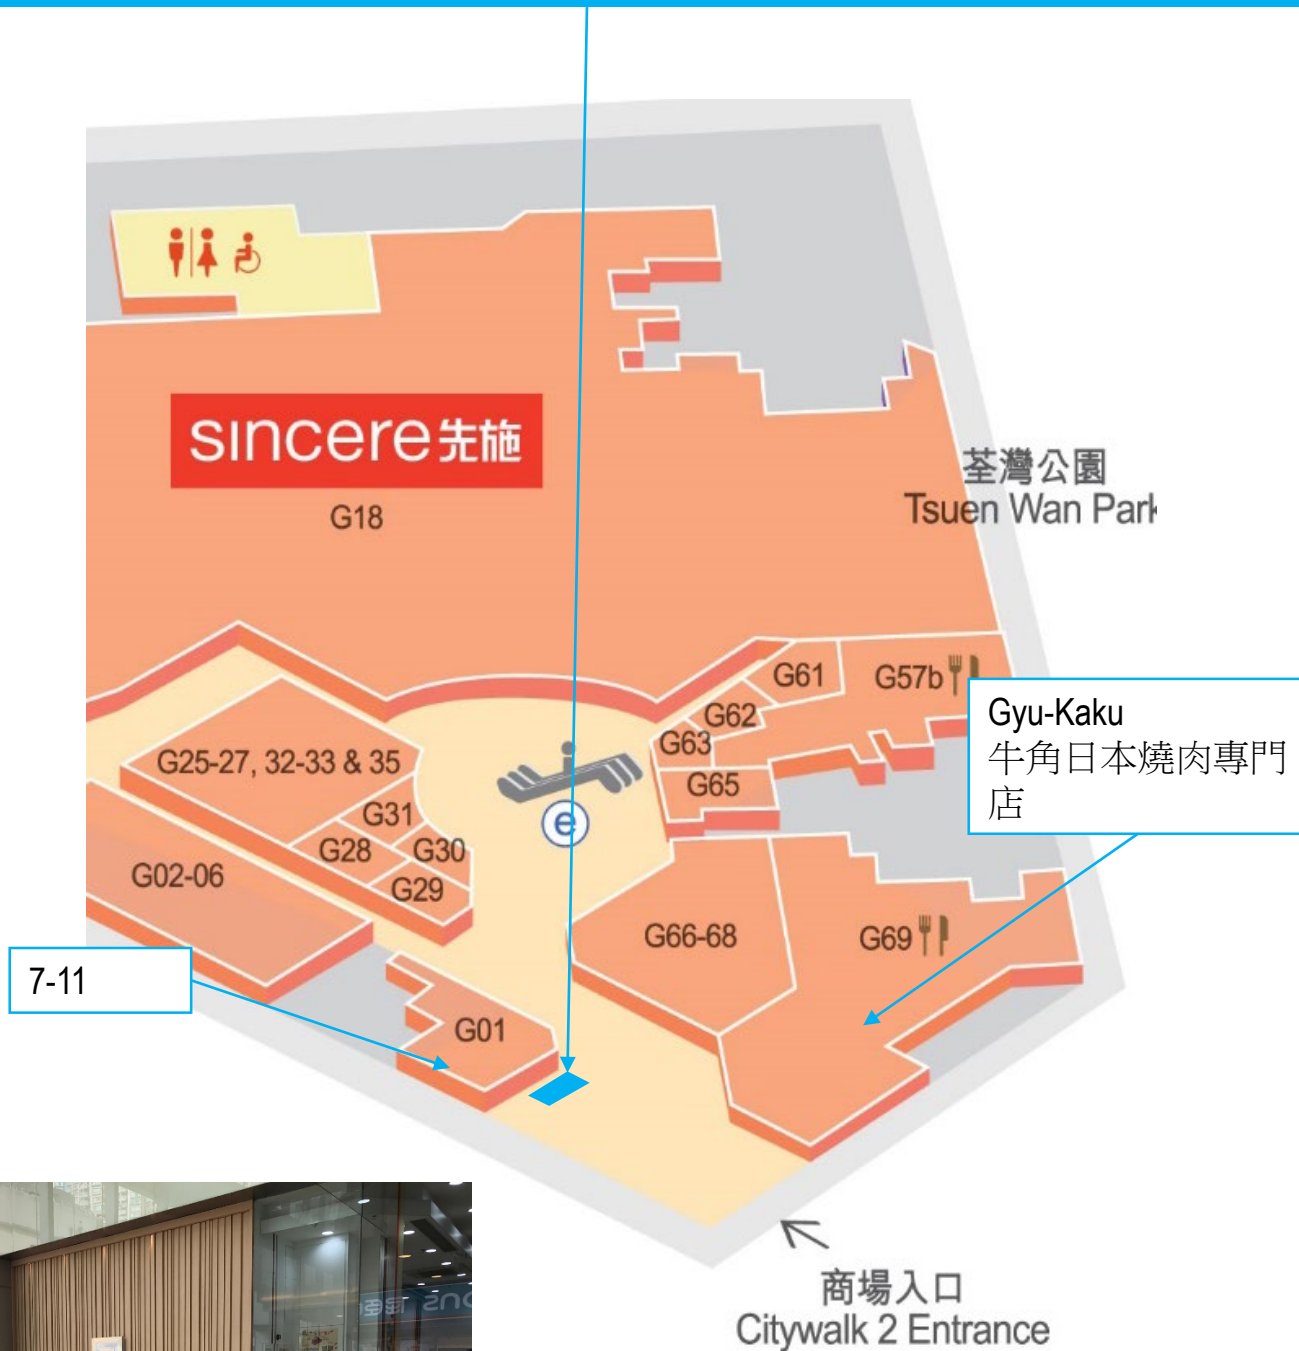 sincere先施
G18
荃灣公園
Tsuen Wan Park
G61
G57b
G62
G63
G65
Gyu-Kaku
牛角日本燒肉專門
店
G25-27, 32-33 & 35
G31
G28
G30
G29
e
G02-06
G66-68
G69
7-11
G01
商場入口
Citywalk 2 Entrance